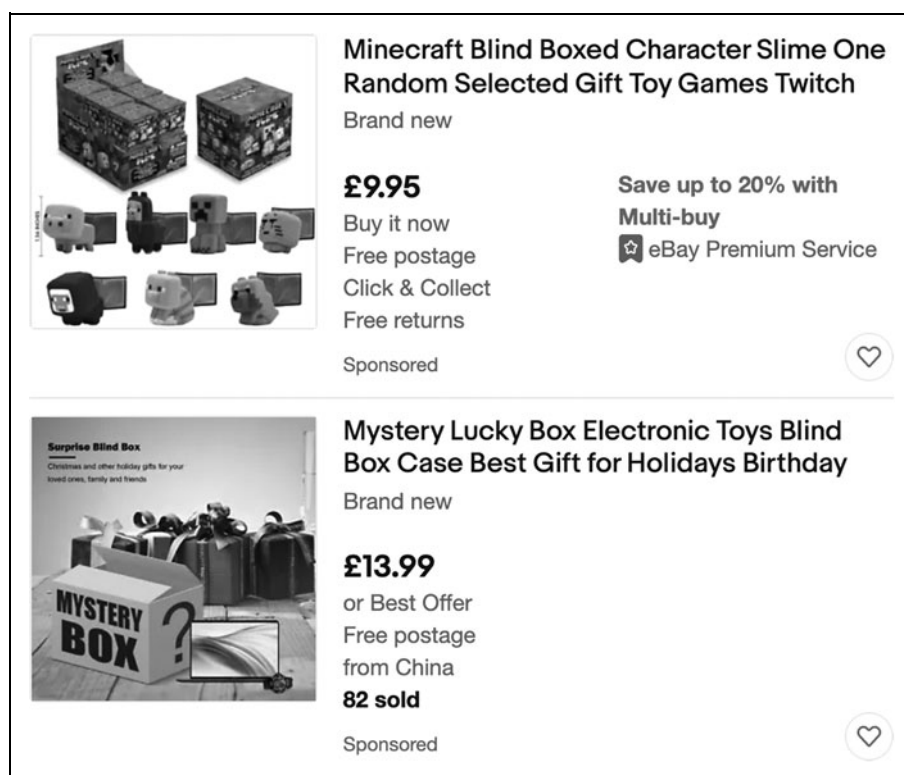 Minecraft Blind Boxed Character Slime One
Random Selected Gift Toy Games Twitch
Brand new
£9.95
Buy it now
Free postage
Click & Collect
Free returns
Sponsored
Save up to 20% with
Multi-buy
eBay Premium Service
Surprise Blind Box
Christmas and other holiday gifts for your
loved ones, family and friends
MYSTERY
BOX
?
Mystery Lucky Box Electronic Toys Blind
Box Case Best Gift for Holidays Birthday
Brand new
£13.99
or Best Offer
Free postage
from China
82 sold
Sponsored